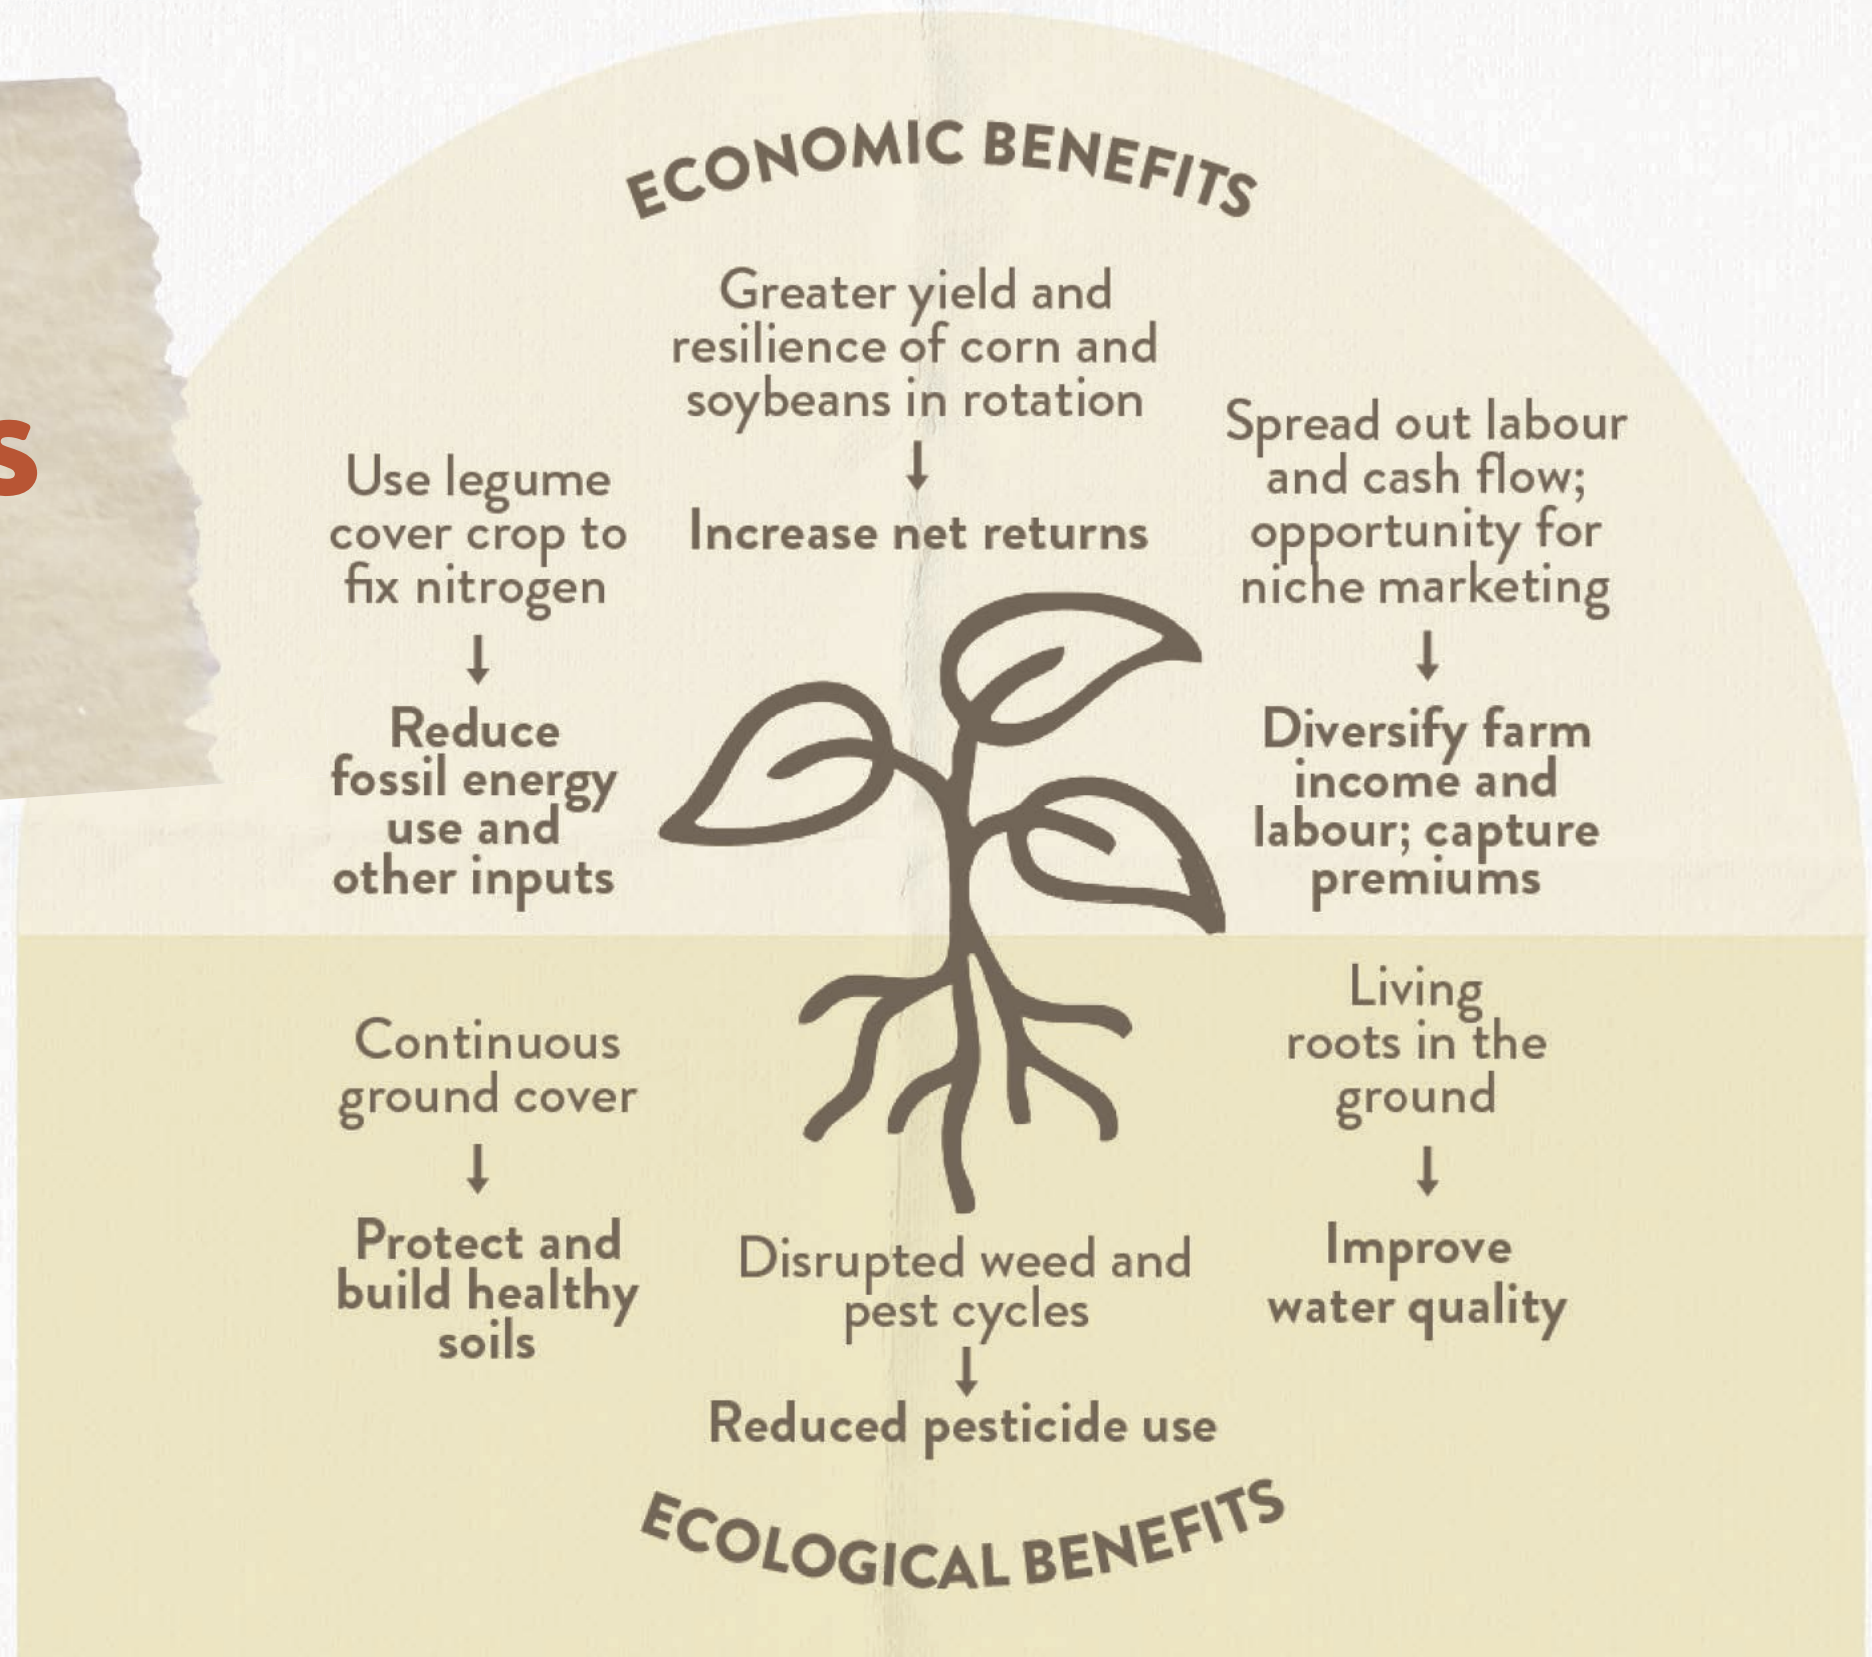 s
ECONOMIC BENEFITS
Greater yield and
resilience of corn and
soybeans in rotation
↓
Increase net returns
Use legume
cover crop to
fix nitrogen
↓
Reduce
fossil energy
use and
other inputs
Spread out labour
and cash flow;
opportunity for
niche marketing
↓
Diversify farm
income and
labour; capture
premiums
Continuous
ground cover
↓
Protect and
build healthy
soils
Disrupted weed and
pest cycles
↓
Reduced pesticide use
Living
roots in the
ground
↓
Improve
water quality
ECOLOGICAL BENEFITS